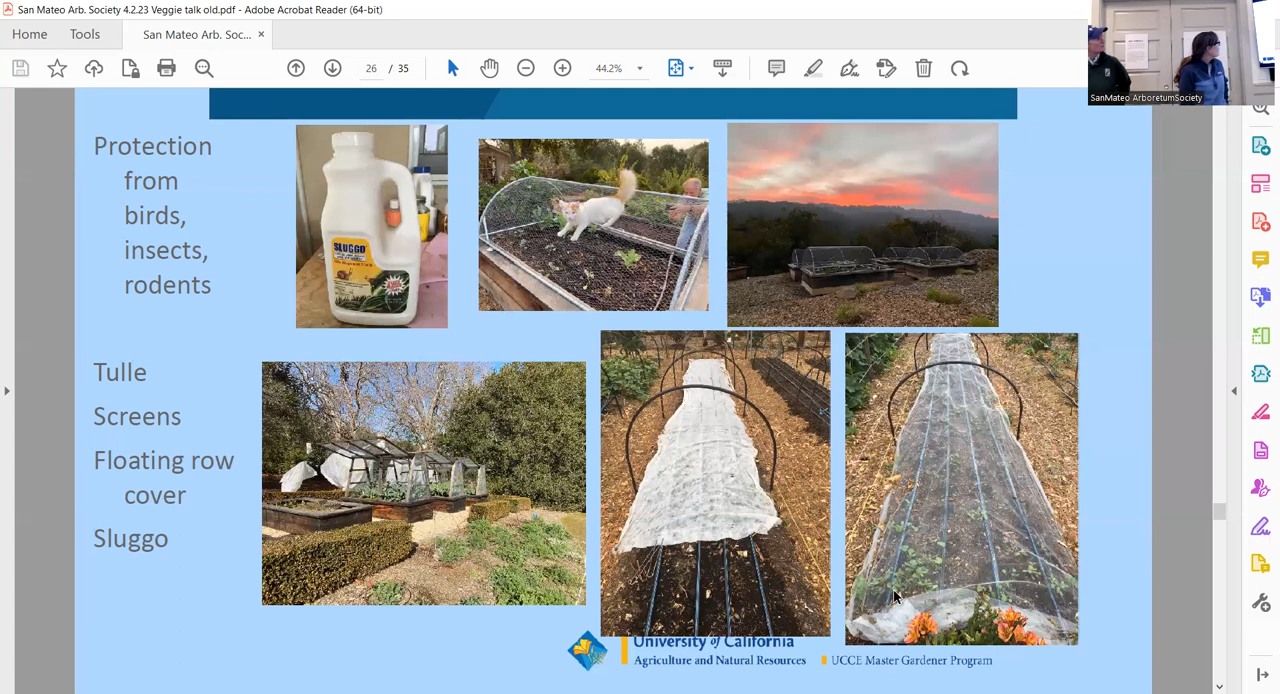 San Mateo Arb. Society 4.2.23 Veggie talk old.pdf - Adobe Acrobat Reader (64-bit)
Home
Tools
San Mateo Arb. Soc...
26 / 35
44.2%
SanMateo ArboretumSociety
Protection
from
birds,
insects,
rodents
SLUGGO
Tulle
Screens
Floating row
cover
Sluggo
University of California
Agriculture and Natural Resources
UCCE Master Gardener Program